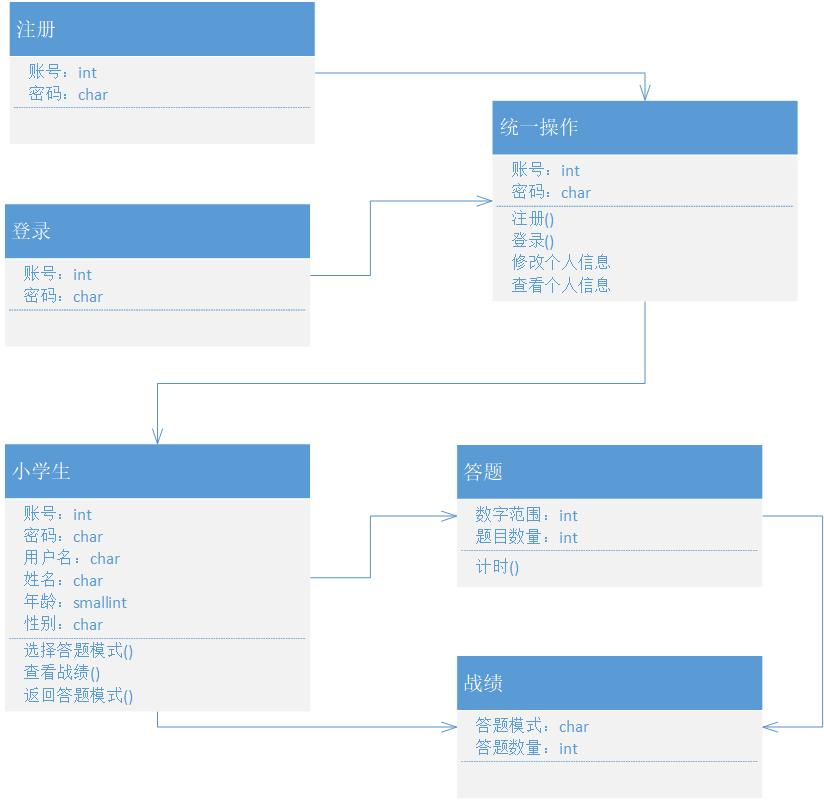 注册
账号：int
密码：char
统一操作
账号：int
密码：char
注册()
登录()
修改个人信息
查看个人信息
登录
账号：int
密码：char
小学生
账号：int
密码：char
用户名：char
姓名：char
年龄：smallint
性别：char
选择答题模式()
查看战绩()
返回答题模式()
答题
数字范围：int
题目数量：int
计时()
战绩
答题模式：char
答题数量：int